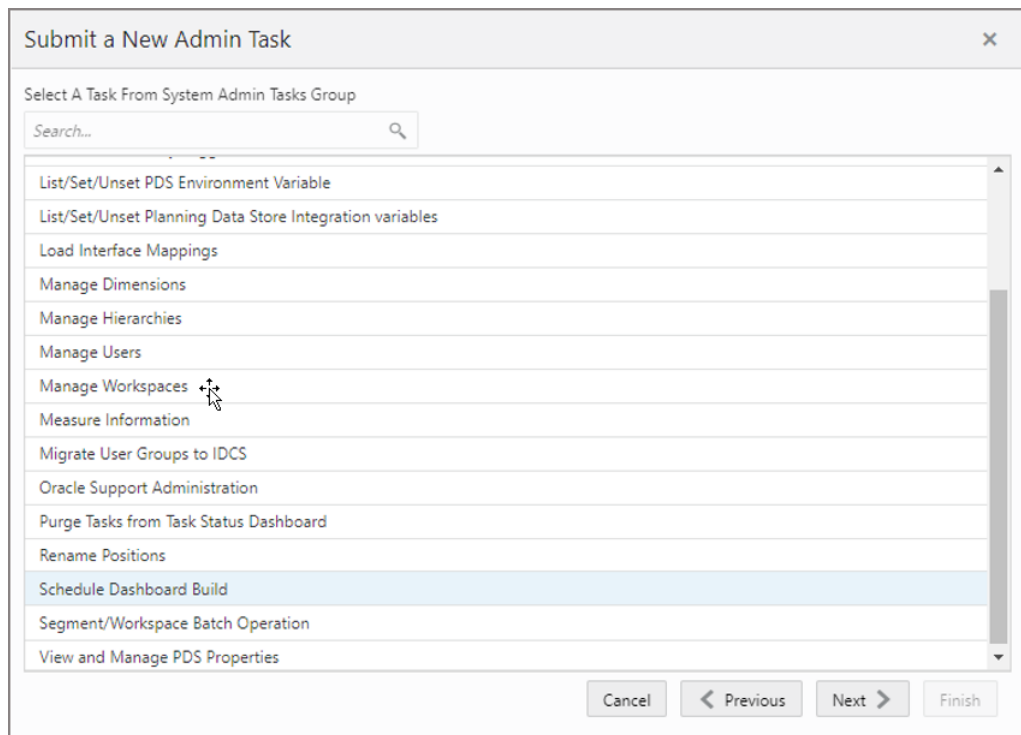 Submit a New Admin Task
Select A Task From System Admin Tasks Group
Search...
List/Set/Unset PDS Environment Variable
List/Set/Unset Planning Data Store Integration variables
Load Interface Mappings
Manage Dimensions
Manage Hierarchies
Manage Users
Manage Workspaces
Measure Information
Migrate User Groups to IDCS
Oracle Support Administration
Purge Tasks from Task Status Dashboard
Rename Positions
Schedule Dashboard Build
Segment/Workspace Batch Operation
View and Manage PDS Properties
Cancel Previous Next Finish